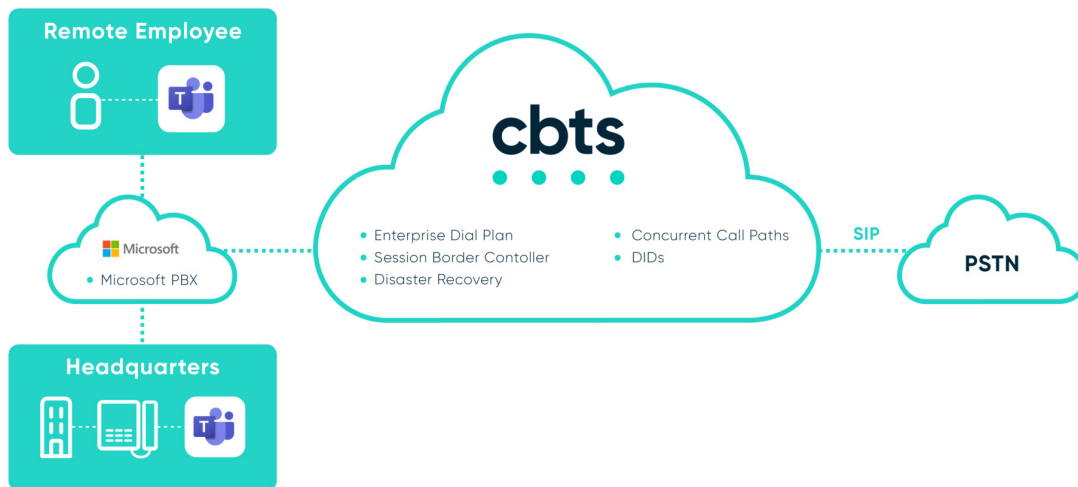 Remote Employee
T
cbts
Microsoft
• Microsoft PBX
• Enterprise Dial Plan
• Session Border Contoller
• Disaster Recovery
• Concurrent Call Paths
• DIDs
SIP
PSTN
Headquarters
T